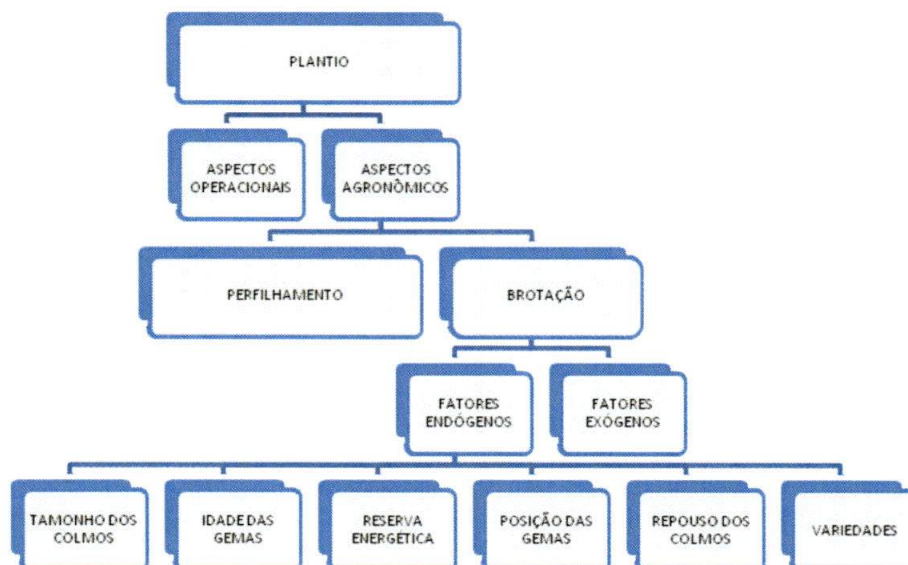 PLANTIO
ASPECTOS
OPERACIONAIS
ASPECTOS
AGRONÔMICOS
PERFILHAMENTO
BROTAÇÃO
FATORES
ENDÓGENOS
FATORES
EXÓGENOS
TAMONHO DOS
COLMOS
IDADE DAS
GEMAS
RESERVA
ENERGÉTICA
POSIÇÃO DAS
GEMAS
REPOUSO DOS
COLMOS
VARIEDADES